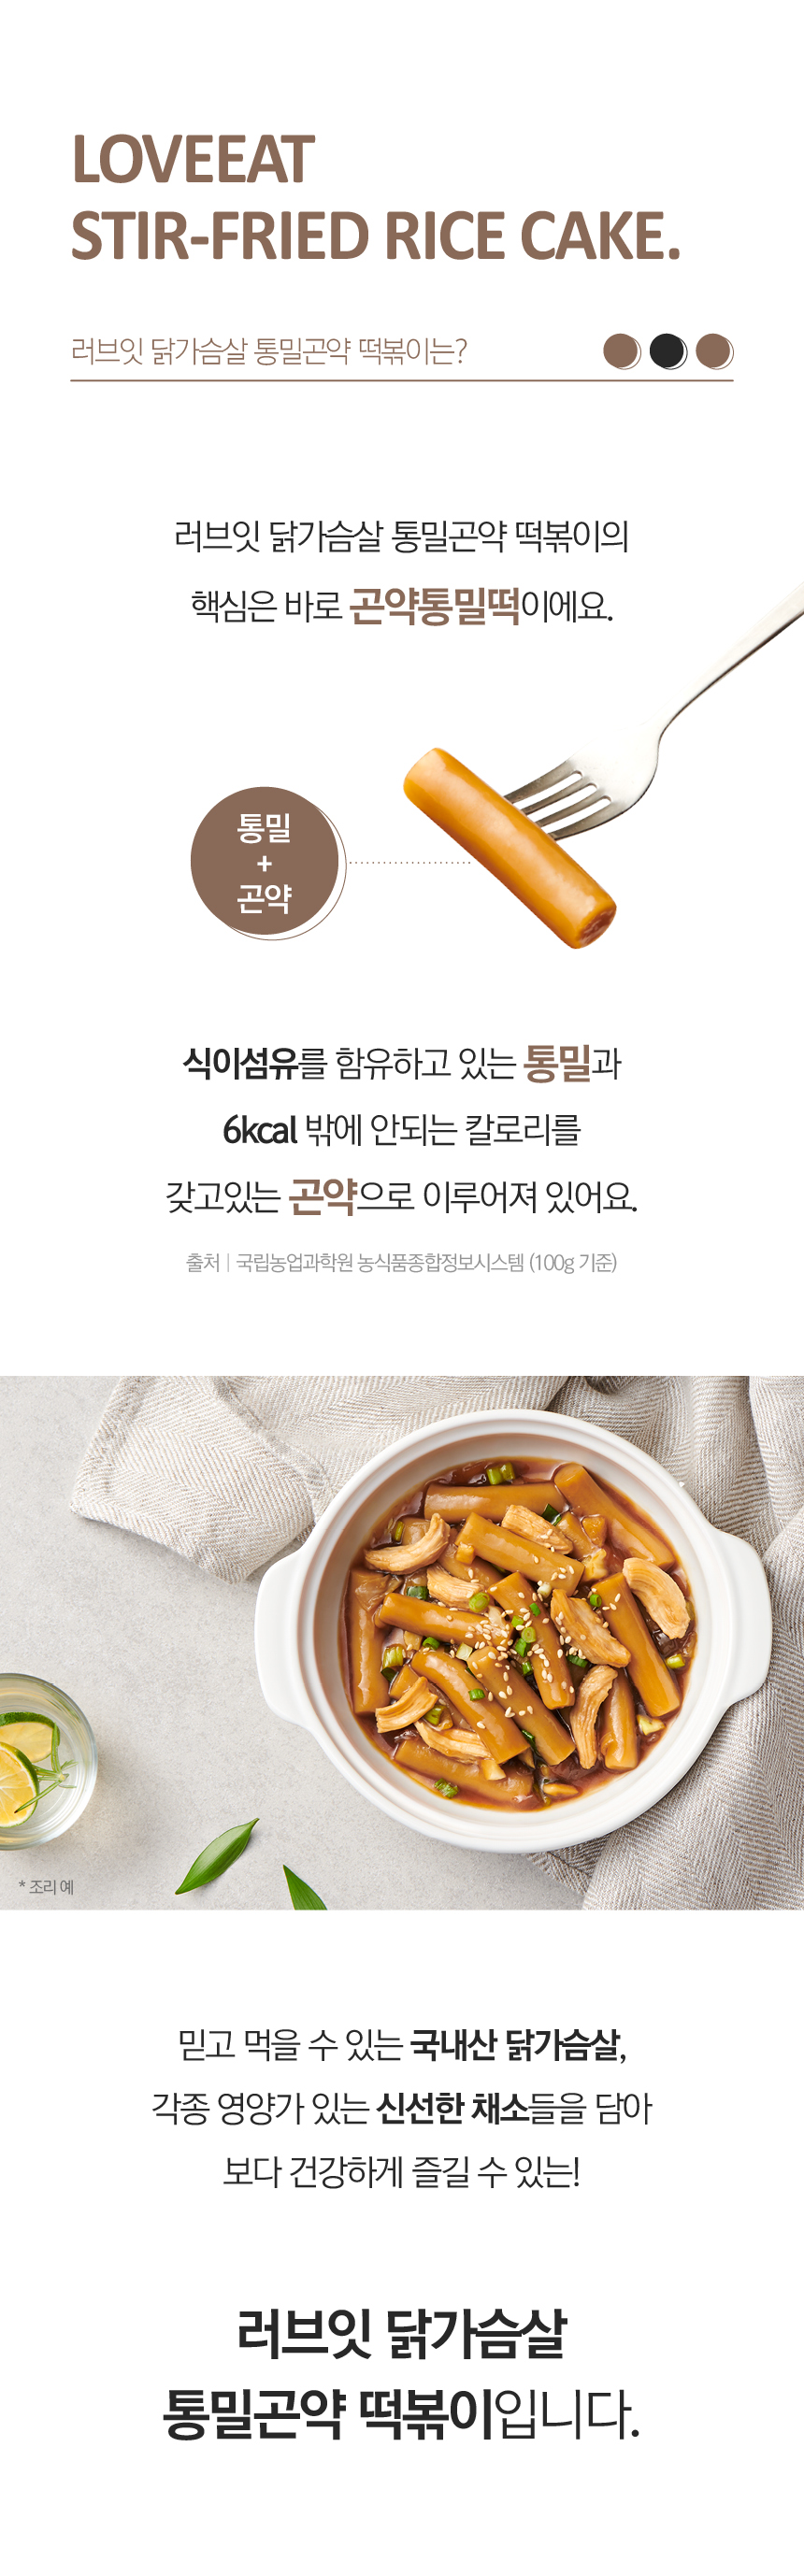 LOVEEAT
STIR-FRIED RICE CAKE.
러브잇 닭가슴살 통밀곤약 떡볶이는?
러브잇 닭가슴살 통밀곤약 떡볶이의
핵심은 바로 곤약통밀떡이에요.
통밀
+
곤약
식이섬유를 함유하고 있는 통밀과
6kcal 밖에 안되는 칼로리를
갖고있는 곤약으로 이루어져 있어요.
출처 | 국립농업과학원 농식품종합정보시스템 (100g 기준)
* 조리 예
믿고 먹을 수 있는 국내산 닭가슴살,
각종 영양가 있는 신선한 채소들을 담아
보다 건강하게 즐길 수 있는!
러브잇 닭가슴살
통밀곤약 떡볶이입니다.